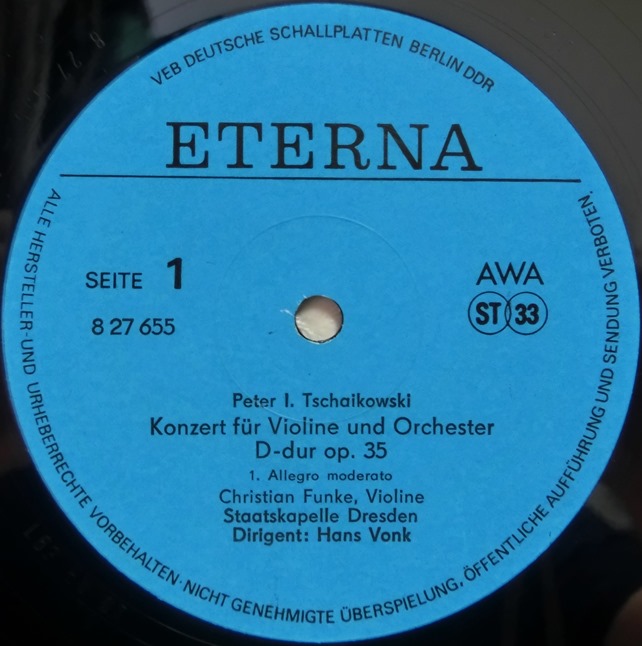 VEB DEUTSCHE SCHALLPLATTEN BERLIN DDR
ETERNA
SEITE 1
8 27 655
AWA
ST 33
Peter I. Tschaikowski
Konzert für Violine und Orchester
D-dur op. 35
1. Allegro moderato
Christian Funke, Violine
Staatskapelle Dresden
Dirigent: Hans Vonk
ALLE HERSTELLER-UND URHEBERRECHTE VORBEHALTEN·NICHT GENEHMIGTE ÜBERSPIELUNG, ÖFFENTLICHE AUFFÜHRUNG UND SENDUNG VERBOTEN.